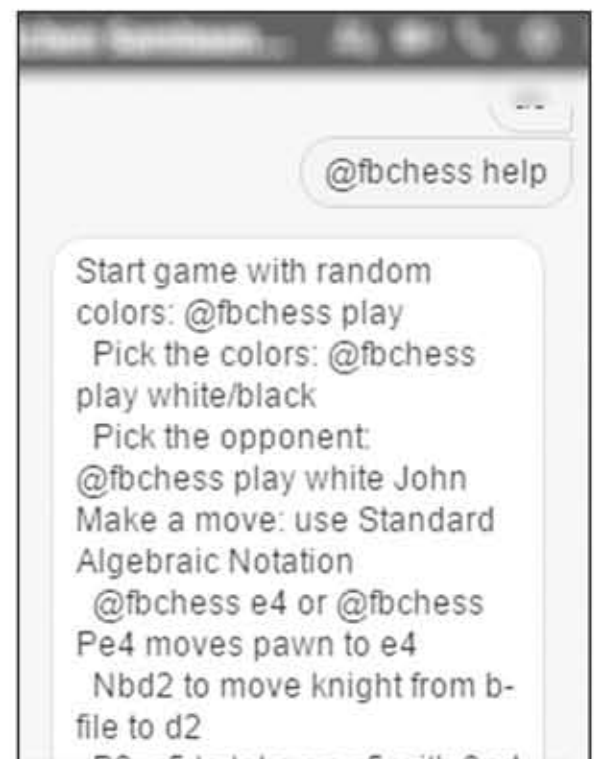 @fbchess help
Start game with random
colors: @fbchess play
Pick the colors: @fbchess
play white/black
Pick the opponent:
@fbchess play white John
Make a move: use Standard
Algebraic Notation
@fbchess e4 or @fbchess
Pe4 moves pawn to e4
Nbd2 to move knight from b-
file to d2